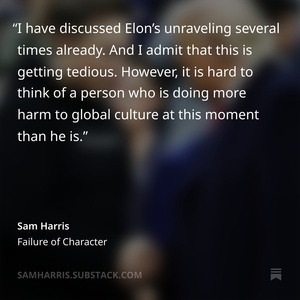 “I have discussed Elon’s unraveling several
times already. And I admit that this is
getting tedious. However, it is hard to
think of a person who is doing more
harm to global culture at this moment
than he is.”
Sam Harris
Failure of Character
SAMHARRIS.SUBSTACK.COM